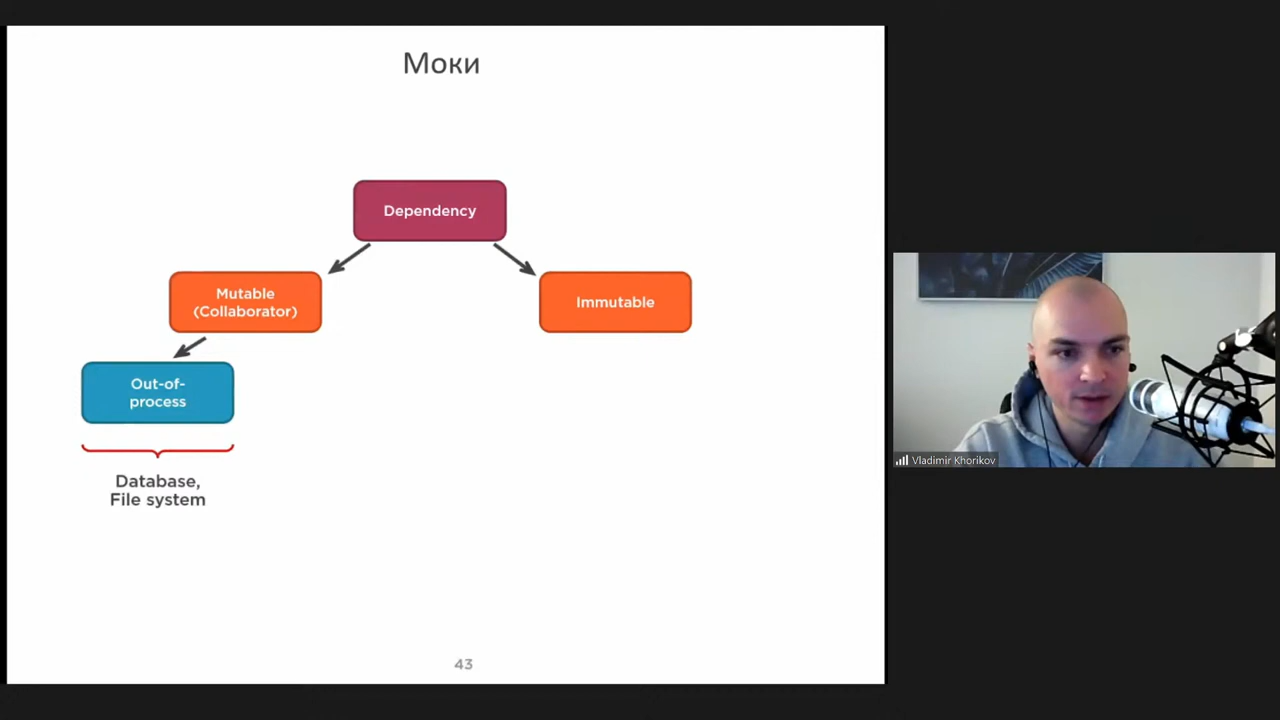 Моки
Dependency
Mutable
(Collaborator)
Immutable
Out-of-
process
Database,
File system
43
Vladimir Khorikov